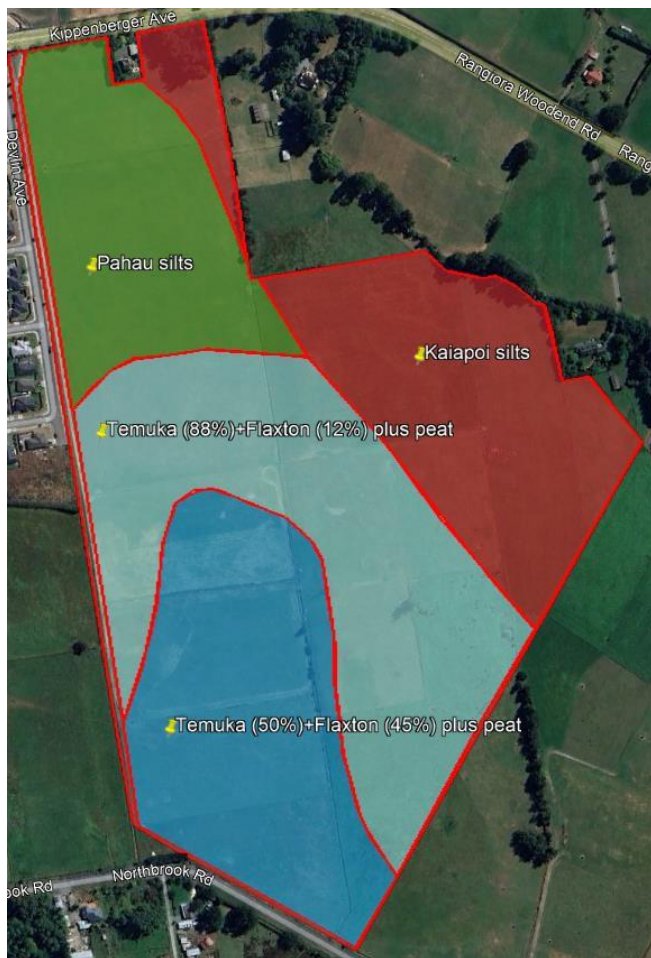 Kippenberger Ave
Rangiora Woodend Rd
Rang
Devlin Ave
Pahau silts
Kaiapoi silts
Temuka (88%)+Flaxton (12%) plus peat
Temuka (50%)+Flaxton (45%) plus peat
Northbrook Rd
ook Rd